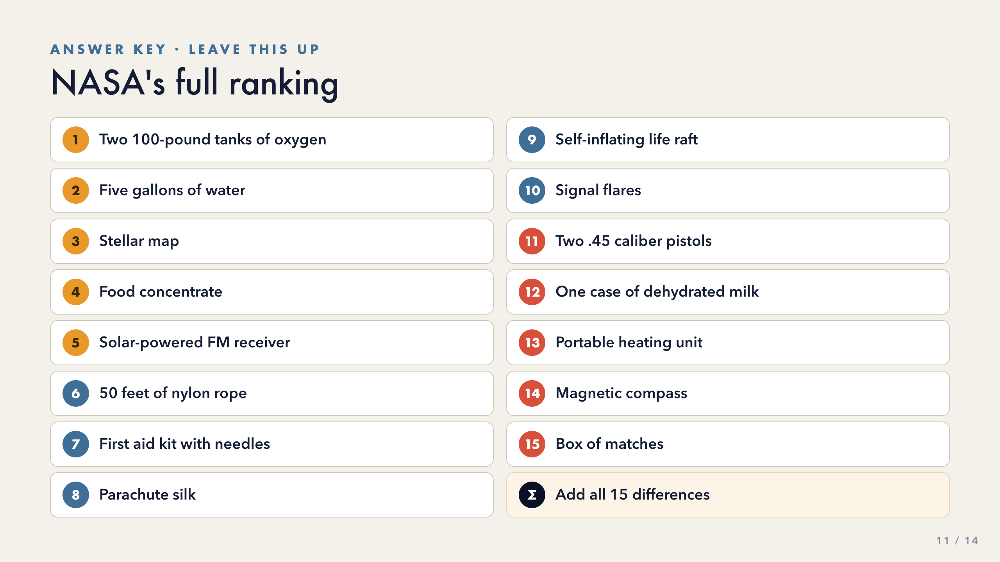 ANSWER KEY · LEAVE THIS UP
NASA's full ranking
1 Two 100-pound tanks of oxygen
2 Five gallons of water
3 Stellar map
4 Food concentrate
5 Solar-powered FM receiver
6 50 feet of nylon rope
7 First aid kit with needles
8 Parachute silk
9 Self-inflating life raft
10 Signal flares
11 Two .45 caliber pistols
12 One case of dehydrated milk
13 Portable heating unit
14 Magnetic compass
15 Box of matches
Σ Add all 15 differences
11 / 14